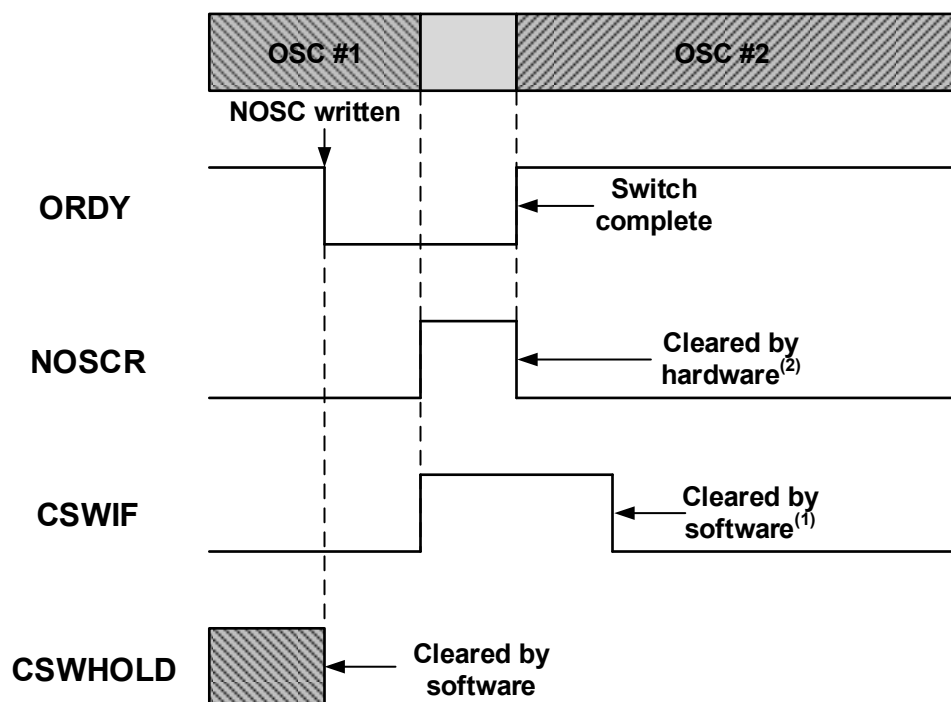 OSC #1
OSC #2
NOSC written
ORDY
Switch
complete
NOSCR
Cleared by
hardware(2)
CSWIF
Cleared by
software(1)
CSWHOLD
Cleared by
software